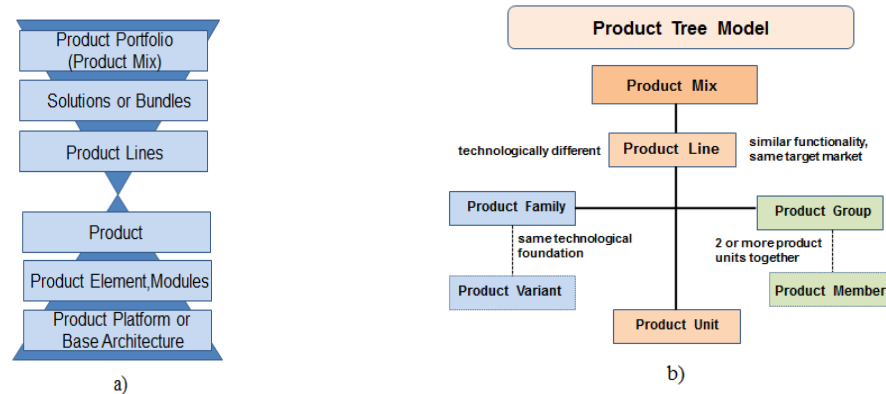 Product Portfolio
(Product Mix)
Solutions or Bundles
Product Lines
Product
Product Element,Modules
Product Platform or
Base Architecture
a)
Product Tree Model
Product Mix
technologically different
Product Line
similar functionality,
same target market
Product Family
Product Group
same technological
foundation
2 or more product
units together
Product Variant
Product Member
Product Unit
b)